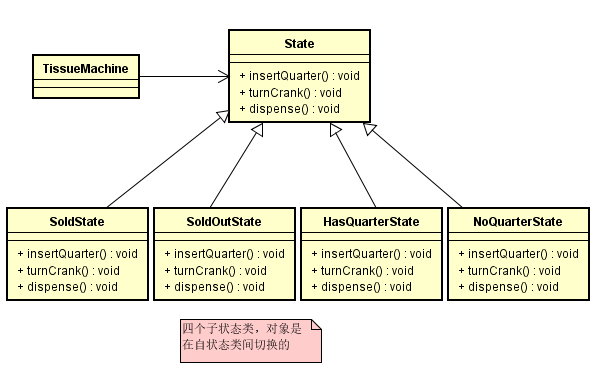 State
TissueMachine
+ insertQuarter() : void
+ turnCrank() : void
+ dispense() : void
SoldState
+ insertQuarter() : void
+ turnCrank() : void
+ dispense() : void
SoldOutState
+ insertQuarter() : void
+ turnCrank() : void
+ dispense() : void
HasQuarterState
+ insertQuarter() : void
+ turnCrank() : void
+ dispense() : void
NoQuarterState
+ insertQuarter() : void
+ turnCrank() : void
+ dispense() : void
四个子状态类，对象是
在自状态类间切换的